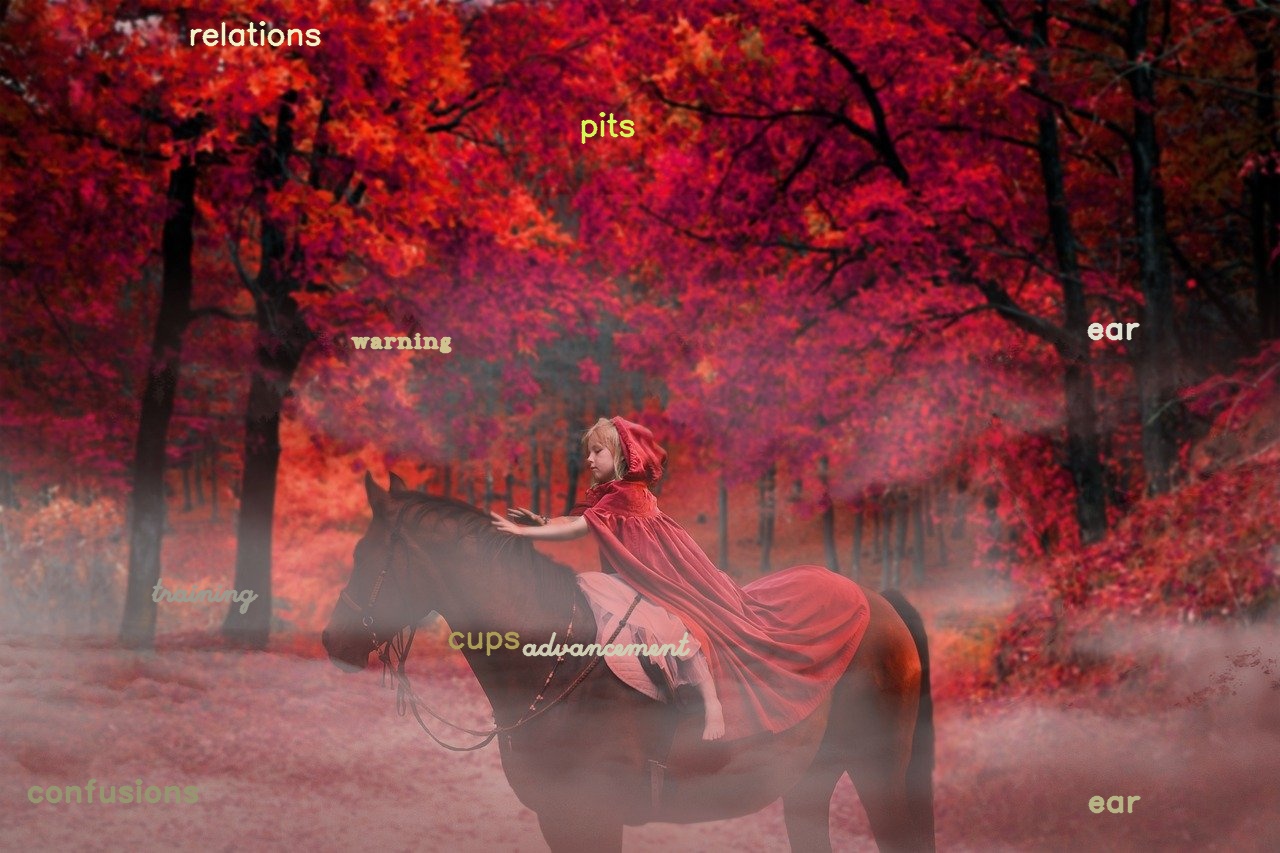 relations
pits
ear
warning
training
cups
advancement
confusions
ear